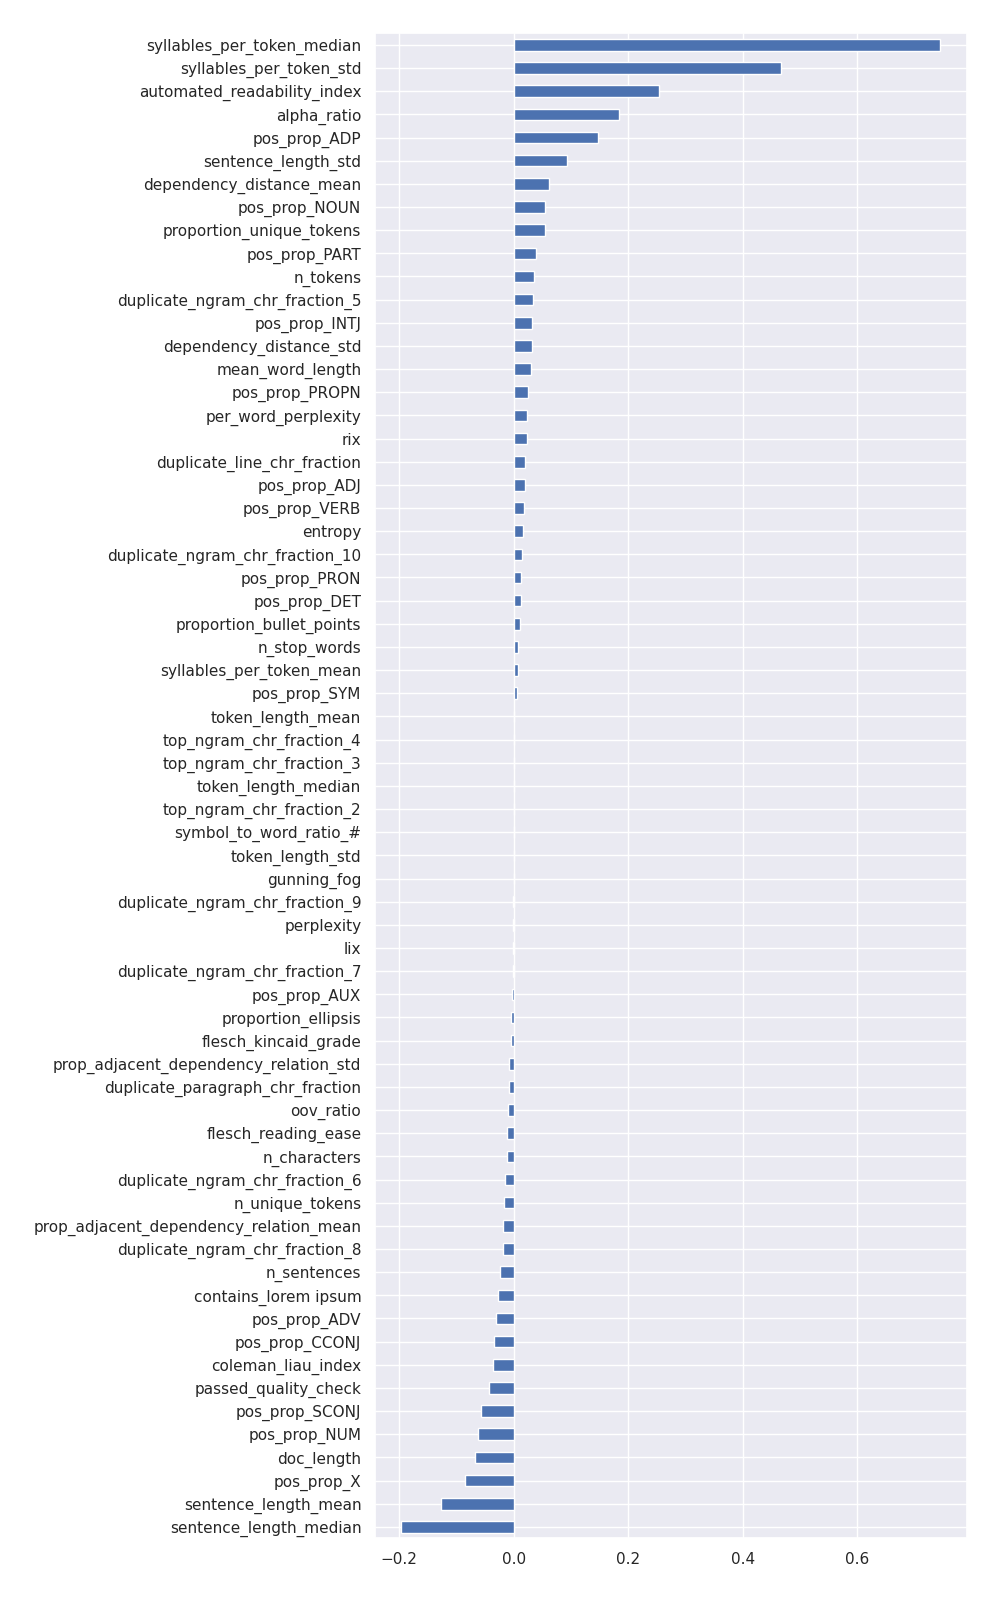 syllables_per_token_median
syllables_per_token_std
automated_readability_index
alpha_ratio
pos_prop_ADP
sentence_length_std
dependency_distance_mean
pos_prop_NOUN
proportion_unique_tokens
pos_prop_PART
n_tokens
duplicate_ngram_chr_fraction_5
pos_prop_INTJ
dependency_distance_std
mean_word_length
pos_prop_PROPN
per_word_perplexity
rix
duplicate_line_chr_fraction
pos_prop_ADJ
pos_prop_VERB
entropy
duplicate_ngram_chr_fraction_10
pos_prop_PRON
pos_prop_DET
proportion_bullet_points
n_stop_words
syllables_per_token_mean
pos_prop_SYM
token_length_mean
top_ngram_chr_fraction_4
top_ngram_chr_fraction_3
token_length_median
top_ngram_chr_fraction_2
symbol_to_word_ratio_#
token_length_std
gunning_fog
duplicate_ngram_chr_fraction_9
perplexity
lix
duplicate_ngram_chr_fraction_7
pos_prop_AUX
proportion_ellipsis
flesch_kincaid_grade
prop_adjacent_dependency_relation_std
duplicate_paragraph_chr_fraction
oov_ratio
flesch_reading_ease
n_characters
duplicate_ngram_chr_fraction_6
n_unique_tokens
prop_adjacent_dependency_relation_mean
duplicate_ngram_chr_fraction_8
n_sentences
contains_lorem ipsum
pos_prop_ADV
pos_prop_CCONJ
coleman_liau_index
passed_quality_check
pos_prop_SCONJ
pos_prop_NUM
doc_length
pos_prop_X
sentence_length_mean
sentence_length_median
−0.2 0.0 0.2 0.4 0.6